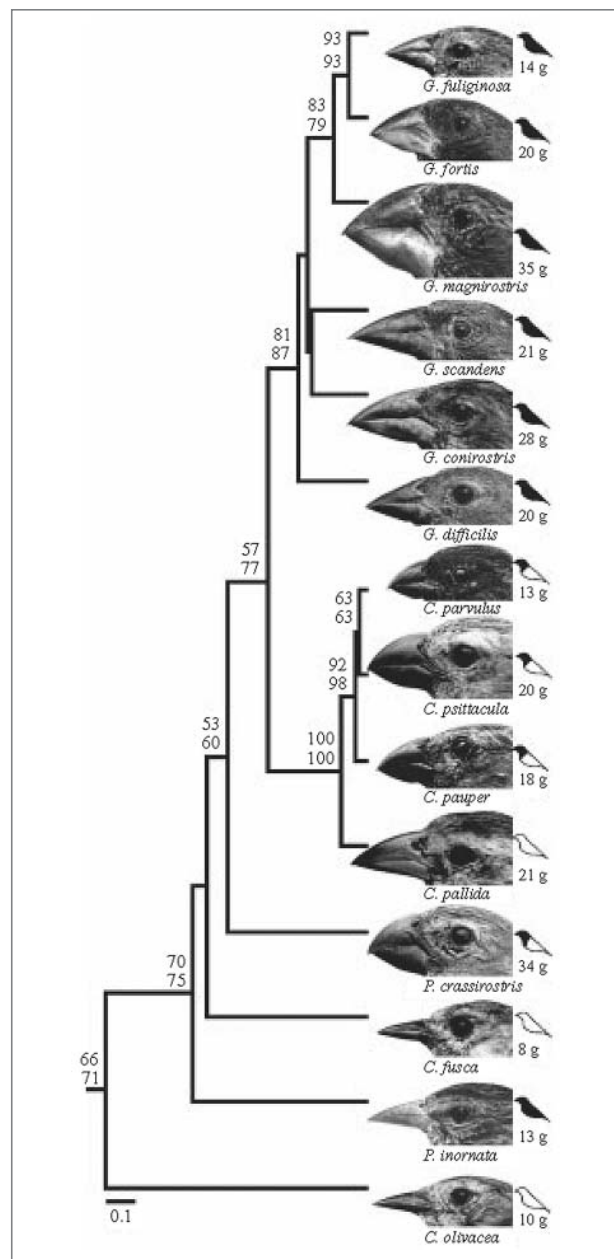 93
93
14 g
G. fuliginosa
83
79
20 g
G. fortis
35 g
G. magnirostris
21 g
G. scandens
81
87
28 g
G. conirostris
20 g
G. difficilis
57
77
63
63
13 g
C. parvulus
92
98
20 g
C. psittacula
53
60
100
100
18 g
C. pauper
21 g
C. pallida
34 g
P. crassirostris
70
75
8 g
C. fusca
66
71
13 g
P. inornata
10 g
C. olivacea
0.1